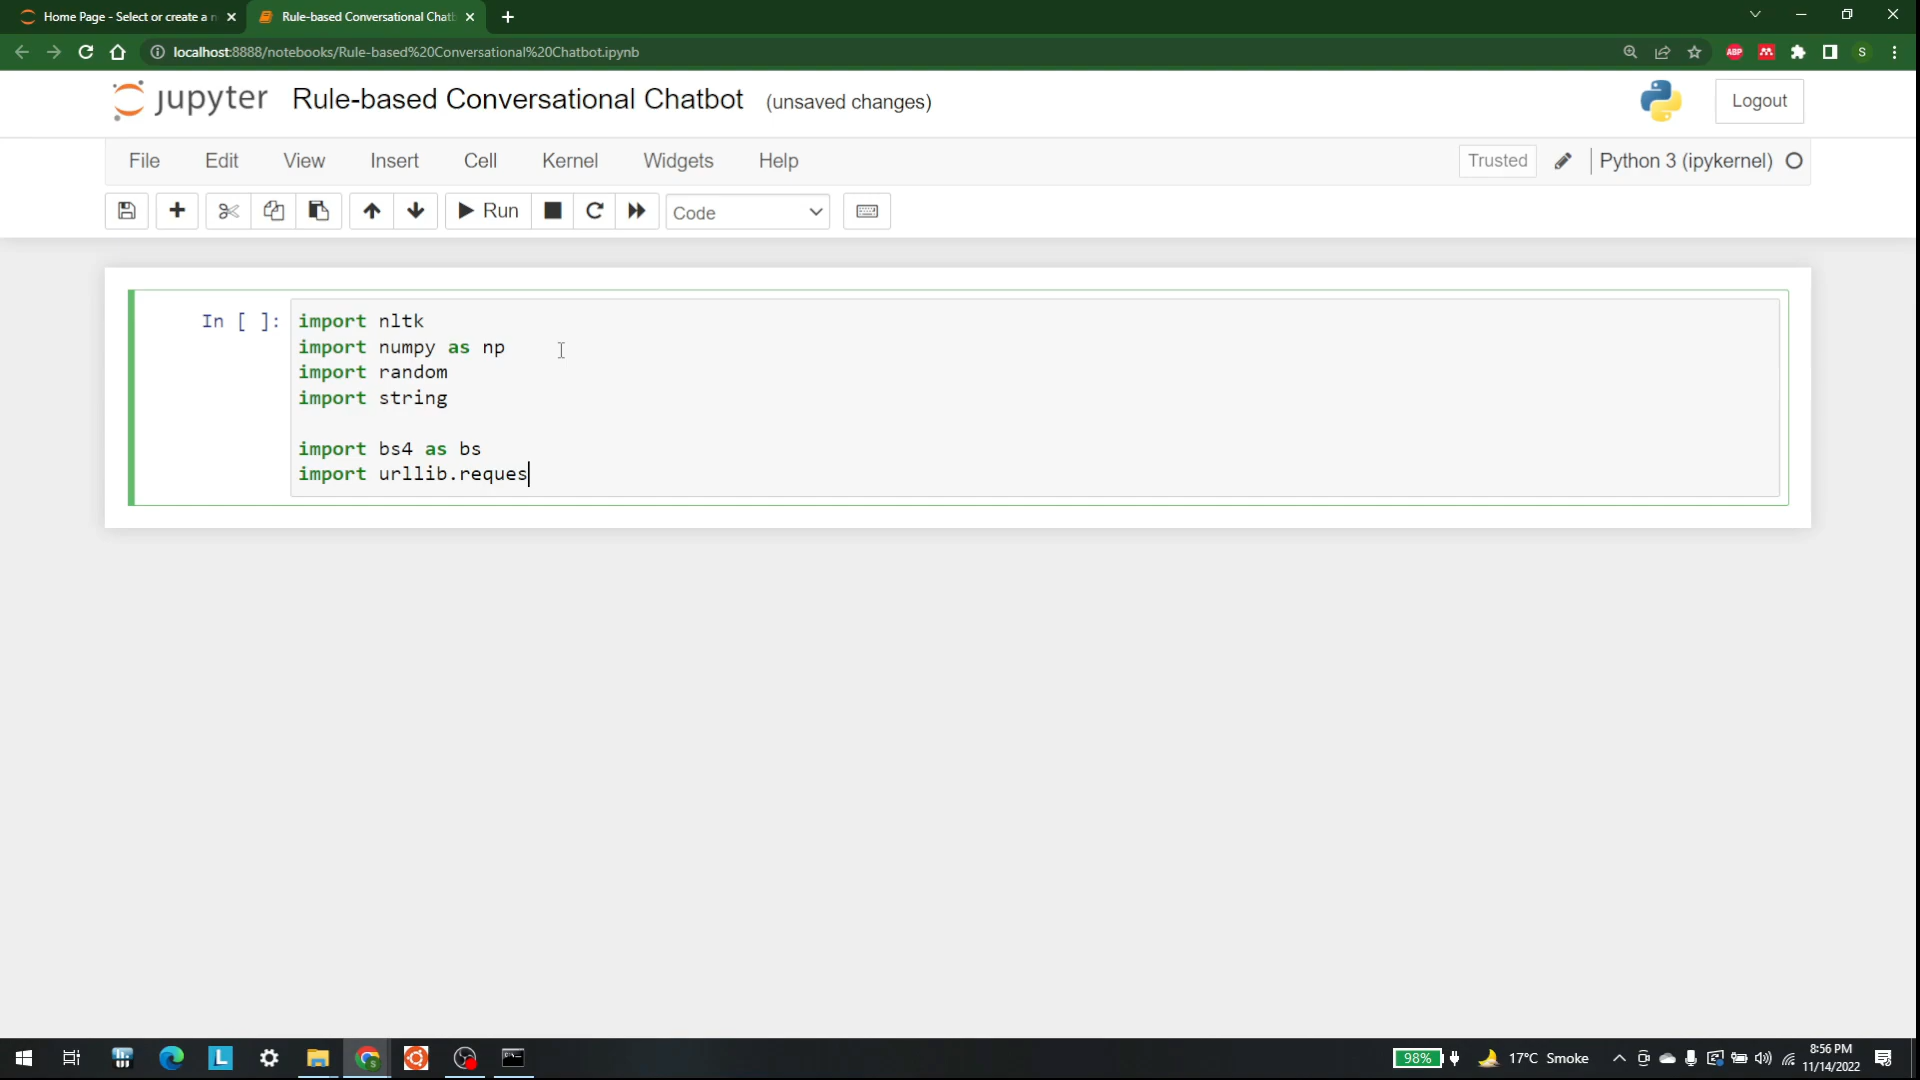 Home Page - Select or create a n
Rule-based Conversational Chatb
localhost:8888/notebooks/Rule-based%20Conversational%20Chatbot.ipynb
ABP
S
jupyter Rule-based Conversational Chatbot (unsaved changes)
Logout
File Edit View Insert Cell Kernel Widgets Help
Trusted
Python 3 (ipykernel)
Run
Code
In [ ]:
import nltk
import numpy as np
import random
import string
import bs4 as bs
import urllib.reques
L
98%
17°C Smoke
8:56 PM
11/14/2022